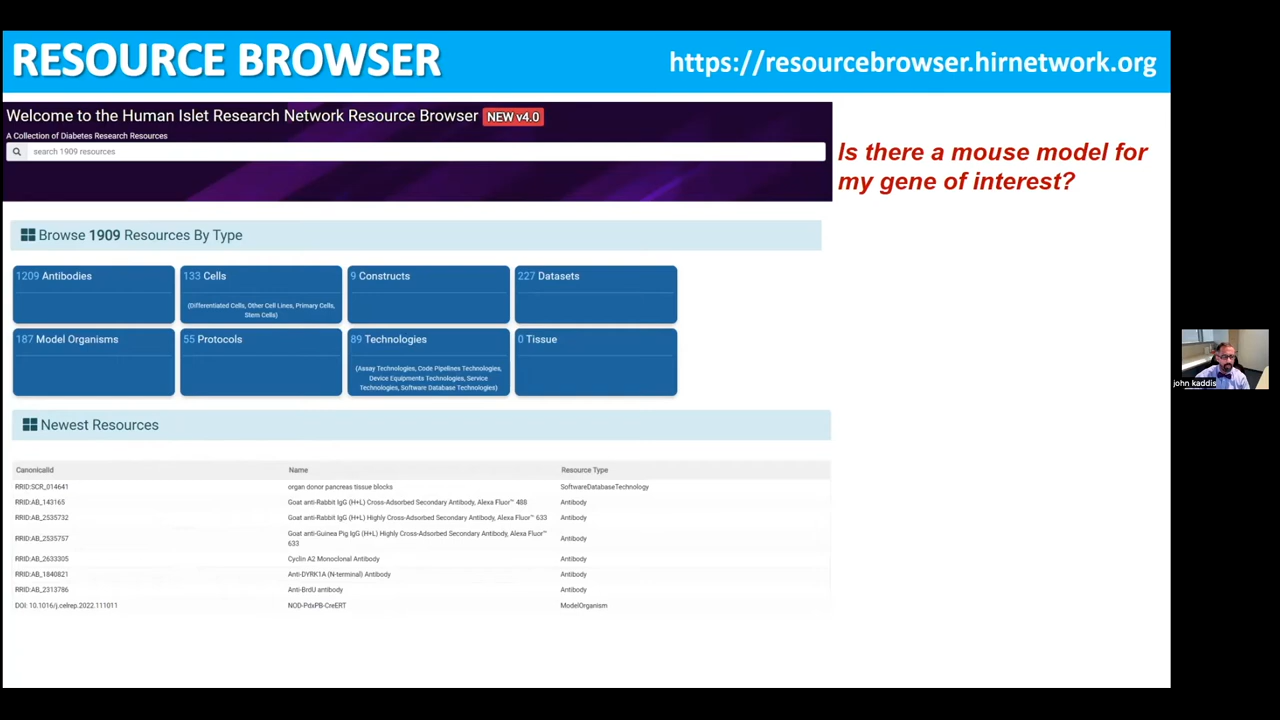 RESOURCE BROWSER
https://resourcebrowser.hirnetwork.org
Welcome to the Human Islet Research Network Resource Browser NEW v4.0
A Collection of Diabetes Research Resources
search 1909 resources
Is there a mouse model for
my gene of interest?
Browse 1909 Resources By Type
1209 Antibodies
133 Cells
(Differentiated Cells, Other Cell Lines, Primary Cells,
Stem Cells)
9 Constructs
227 Datasets
187 Model Organisms
55 Protocols
89 Technologies
(Assay Technologies, Code Pipelines Technologies,
Device Equipments Technologies, Service
Technologies, Software Database Technologies)
0 Tissue
Newest Resources
CanonicalId Name Resource Type
RRID:SCR_014641 organ donor pancreas tissue blocks SoftwareDatabaseTechnology
RRID:AB_143165 Goat anti-Rabbit IgG (H+L) Cross-Adsorbed Secondary Antibody, Alexa Fluor™ 488 Antibody
RRID:AB_2535732 Goat anti-Rabbit IgG (H+L) Highly Cross-Adsorbed Secondary Antibody, Alexa Fluor™ 633 Antibody
RRID:AB_2535757 Goat anti-Guinea Pig IgG (H+L) Highly Cross-Adsorbed Secondary Antibody, Alexa Fluor™
633 Antibody
RRID:AB_2633305 Cyclin A2 Monoclonal Antibody Antibody
RRID:AB_1840821 Anti-DYRK1A (N-terminal) Antibody Antibody
RRID:AB_2313786 Anti-BrdU antibody Antibody
DOI: 10.1016/j.celrep.2022.111011 NOD-PdxPB-CreERT ModelOrganism
john kaddis